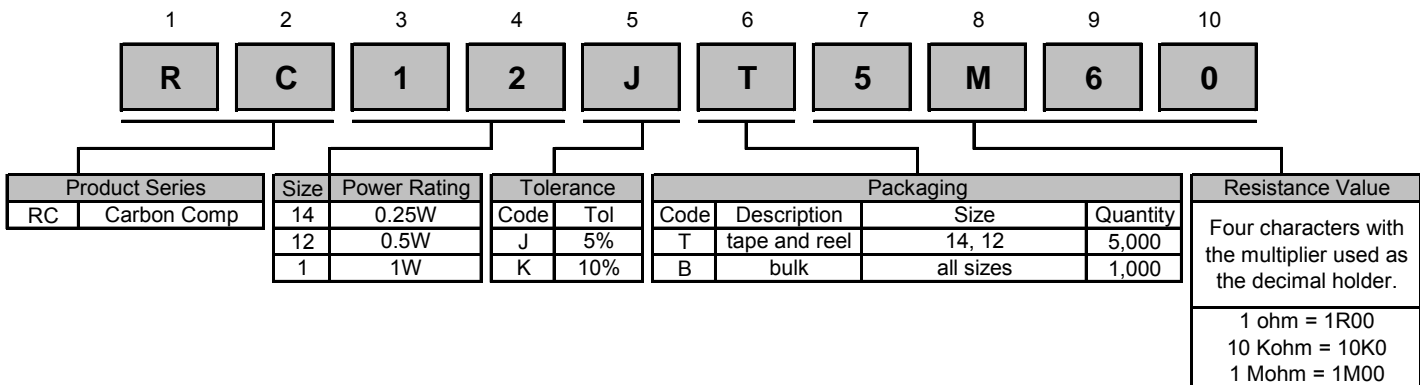 1 2 3 4 5 6 7 8 9 10
R C 1 2 J T 5 M 6 0
Product Series
RC Carbon Comp
Size Power Rating
14 0.25W
12 0.5W
1 1W
Tolerance
Code Tol
J 5%
K 10%
Packaging
Code Description Size Quantity
T tape and reel 14, 12 5,000
B bulk all sizes 1,000
Resistance Value
Four characters with
the multiplier used as
the decimal holder.
1 ohm = 1R00
10 Kohm = 10K0
1 Mohm = 1M00